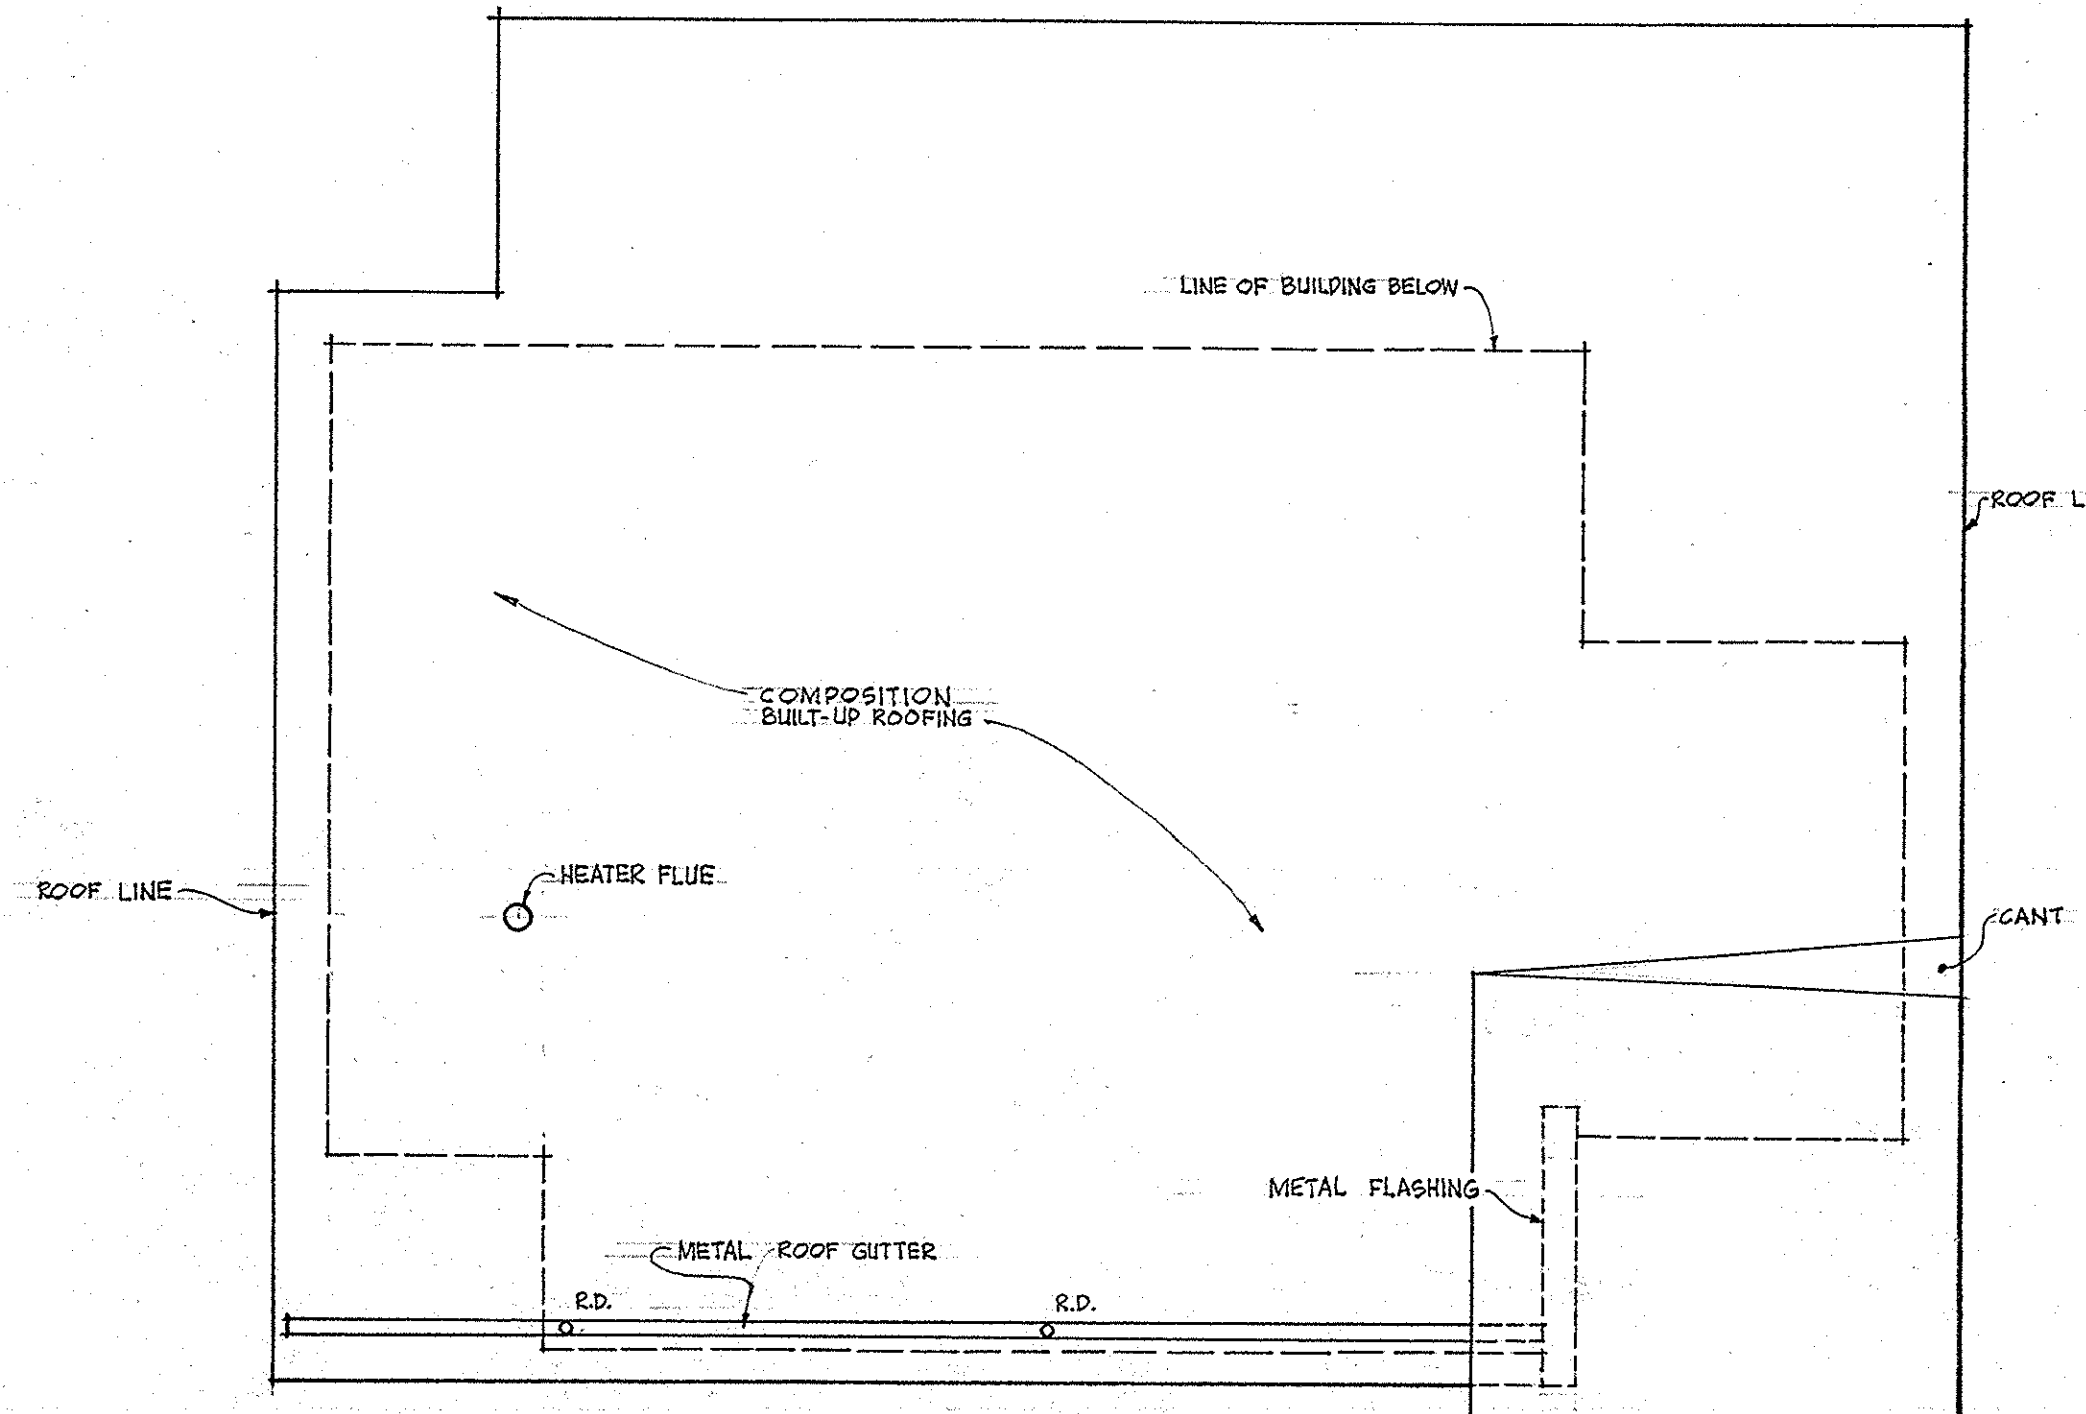 LINE OF BUILDING BELOW
ROOF L
COMPOSITION
BUILT-UP ROOFING
HEATER FLUE
ROOF LINE
CANT
METAL FLASHING
METAL ROOF GUTTER
R.D.
R.D.